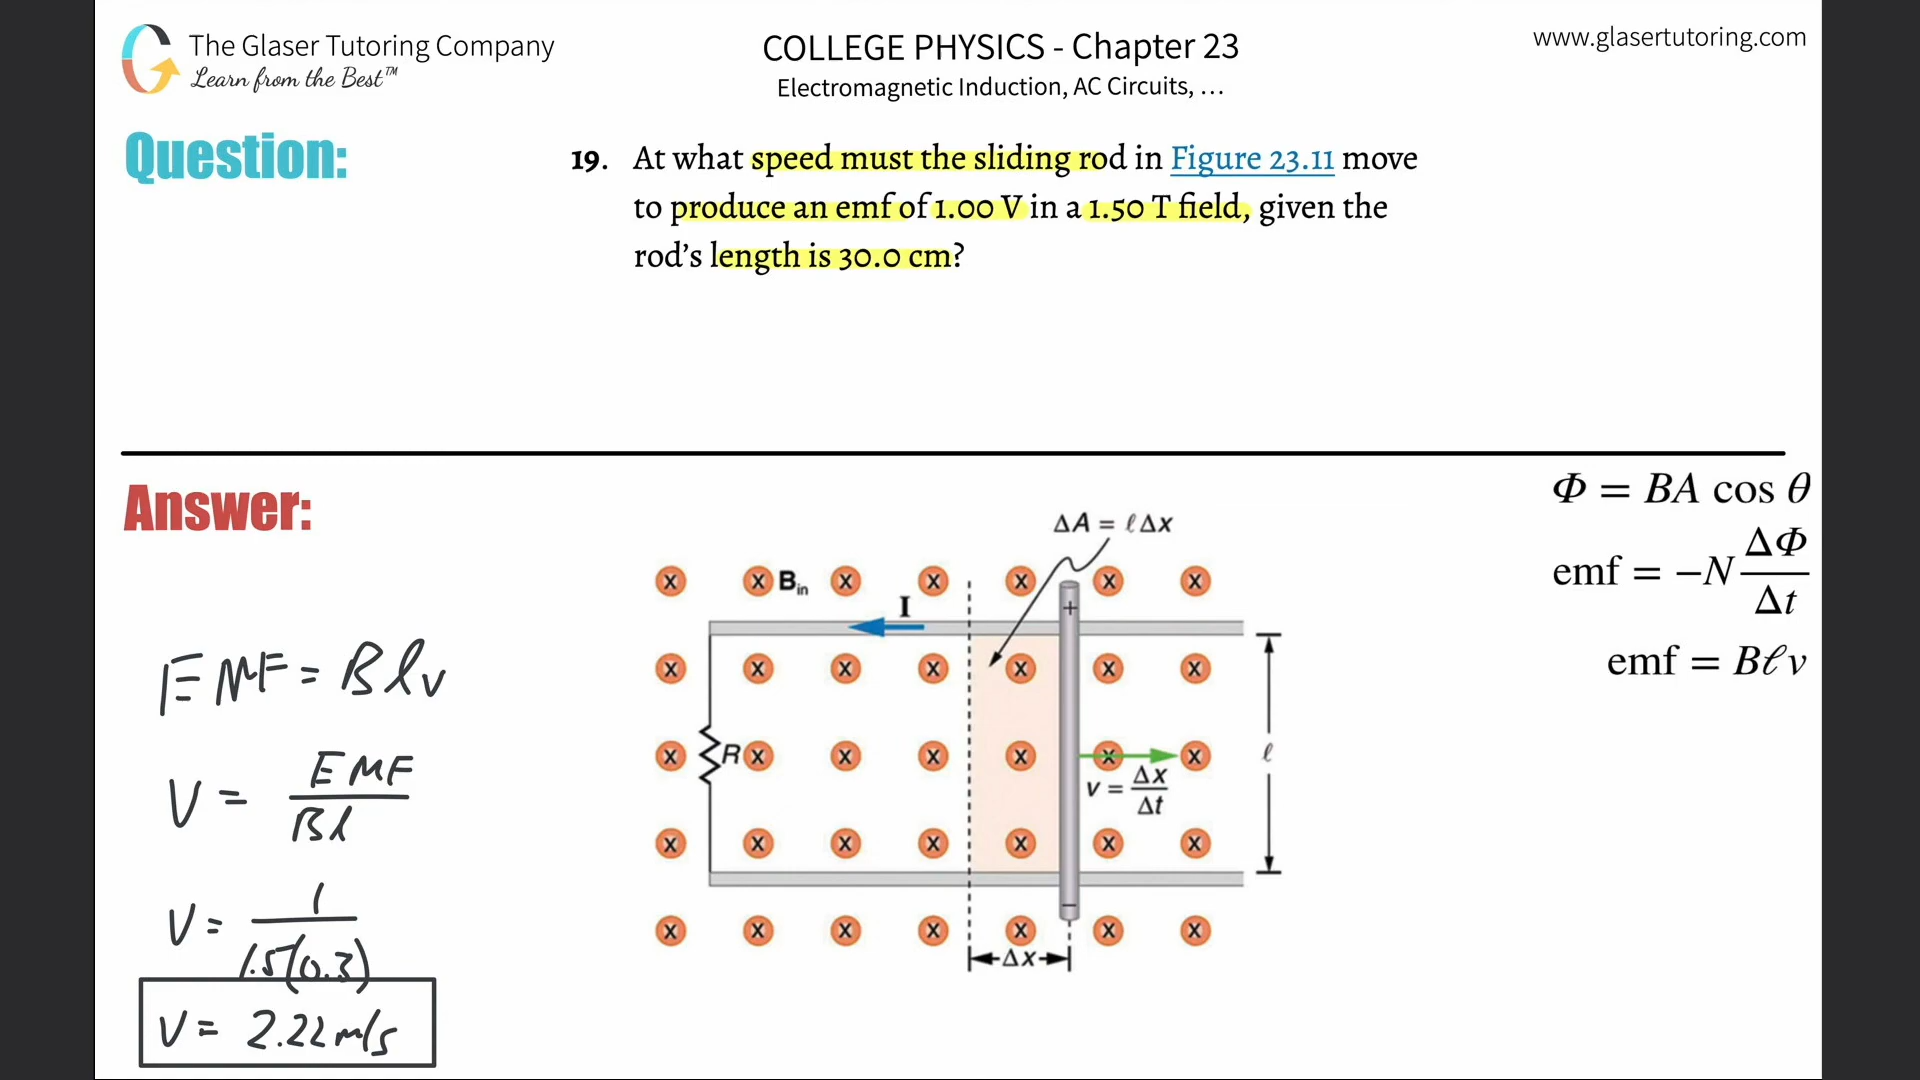 The Glaser Tutoring Company
Learn from the Best™
COLLEGE PHYSICS - Chapter 23
Electromagnetic Induction, AC Circuits, …
www.glasertutoring.com
Question:
19. At what speed must the sliding rod in Figure 23.11 move
to produce an emf of 1.00 V in a 1.50 T field, given the
rod's length is 30.0 cm?
Answer:
EMF = Blv
V = EMF / Bl
V = 1 / 1.5(0.3)
V = 2.22 m/s
ΔA = ℓΔx
x x Bin x x x x x
I
+
x x x x x x x
x R x x x x x x
v = Δx / Δt
ℓ
x x x x x x x
−
x x x x x x x
Δx
Φ = BA cos θ
emf = −N ΔΦ / Δt
emf = Bℓv